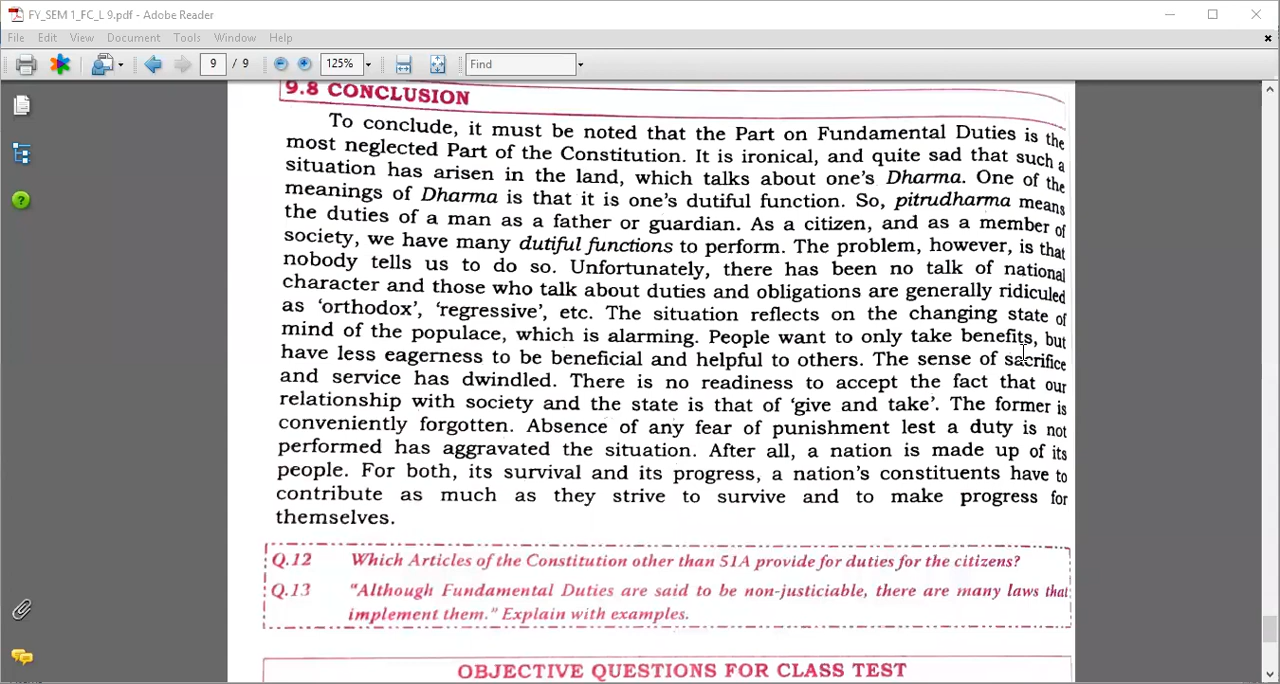 FY_SEM 1_FC_L 9.pdf - Adobe Reader
File Edit View Document Tools Window Help
9 / 9 125% Find
9.8 CONCLUSION
To conclude, it must be noted that the Part on Fundamental Duties is the
most neglected Part of the Constitution. It is ironical, and quite sad that such a
situation has arisen in the land, which talks about one's Dharma. One of the
meanings of Dharma is that it is one's dutiful function. So, pitrudharma means
the duties of a man as a father or guardian. As a citizen, and as a member of
society, we have many dutiful functions to perform. The problem, however, is that
nobody tells us to do so. Unfortunately, there has been no talk of national
character and those who talk about duties and obligations are generally ridiculed
as 'orthodox', 'regressive', etc. The situation reflects on the changing state of
mind of the populace, which is alarming. People want to only take benefits, but
have less eagerness to be beneficial and helpful to others. The sense of sacrifice
and service has dwindled. There is no readiness to accept the fact that our
relationship with society and the state is that of 'give and take'. The former is
conveniently forgotten. Absence of any fear of punishment lest a duty is not
performed has aggravated the situation. After all, a nation is made up of its
people. For both, its survival and its progress, a nation's constituents have to
contribute as much as they strive to survive and to make progress for
themselves.
Q.12 Which Articles of the Constitution other than 51A provide for duties for the citizens?
Q.13 "Although Fundamental Duties are said to be non-justiciable, there are many laws that
implement them." Explain with examples.
OBJECTIVE QUESTIONS FOR CLASS TEST